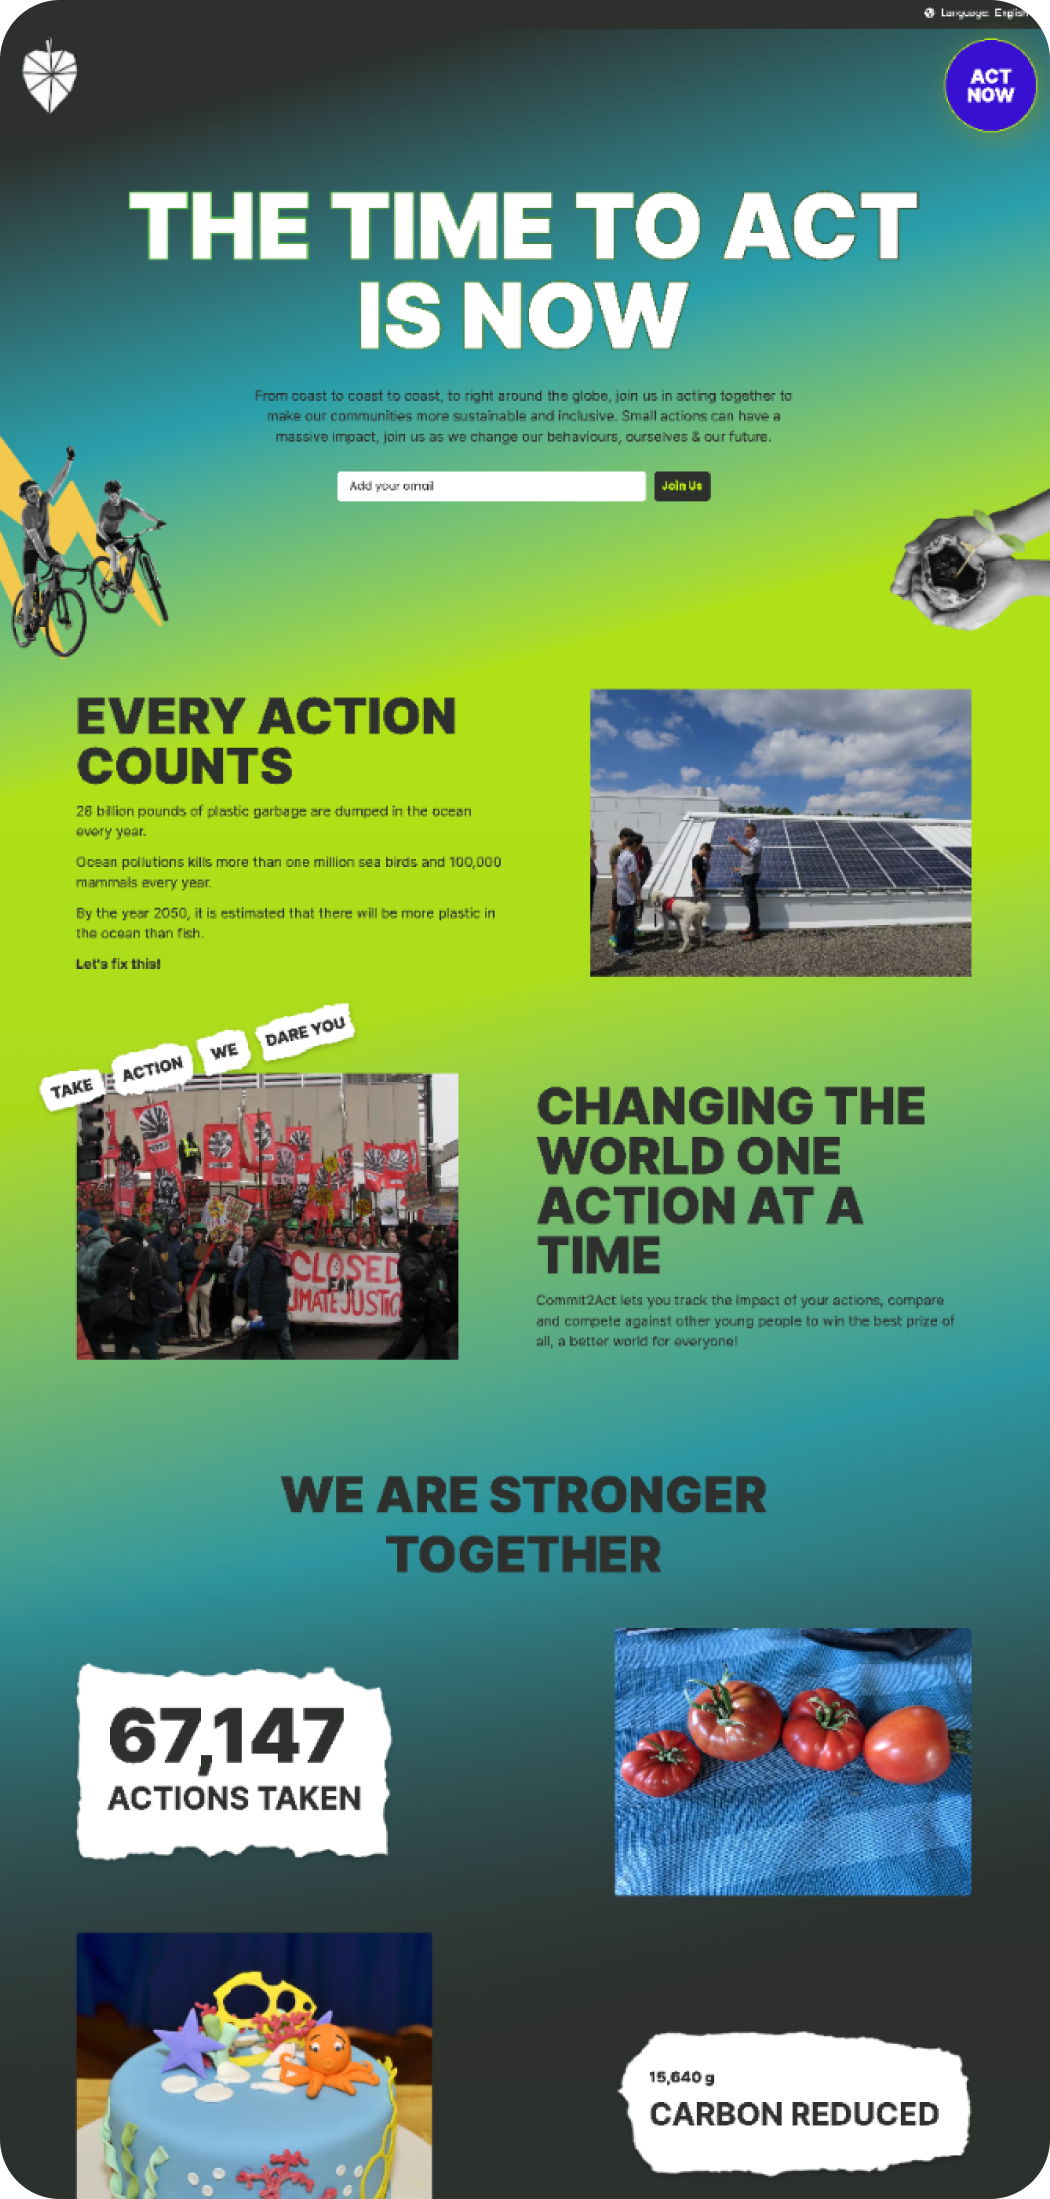 Language: English
ACT
NOW
THE TIME TO ACT
IS NOW
From coast to coast to coast, to right around the globe, join us in acting together to
make our communities more sustainable and inclusive. Small actions can have a
massive impact, join us as we change our behaviours, ourselves & our future.
Add your email
Join Us
EVERY ACTION
COUNTS
28 billion pounds of plastic garbage are dumped in the ocean
every year.
Ocean pollutions kills more than one million sea birds and 100,000
mammals every year.
By the year 2050, it is estimated that there will be more plastic in
the ocean than fish.
Let's fix this!
TAKE ACTION WE DARE YOU
CLOSED
FOR
CLIMATE JUSTICE
CHANGING THE
WORLD ONE
ACTION AT A
TIME
Commit2Act lets you track the impact of your actions, compare
and compete against other young people to win the best prize of
all, a better world for everyone!
WE ARE STRONGER
TOGETHER
67,147
ACTIONS TAKEN
15,640 g
CARBON REDUCED